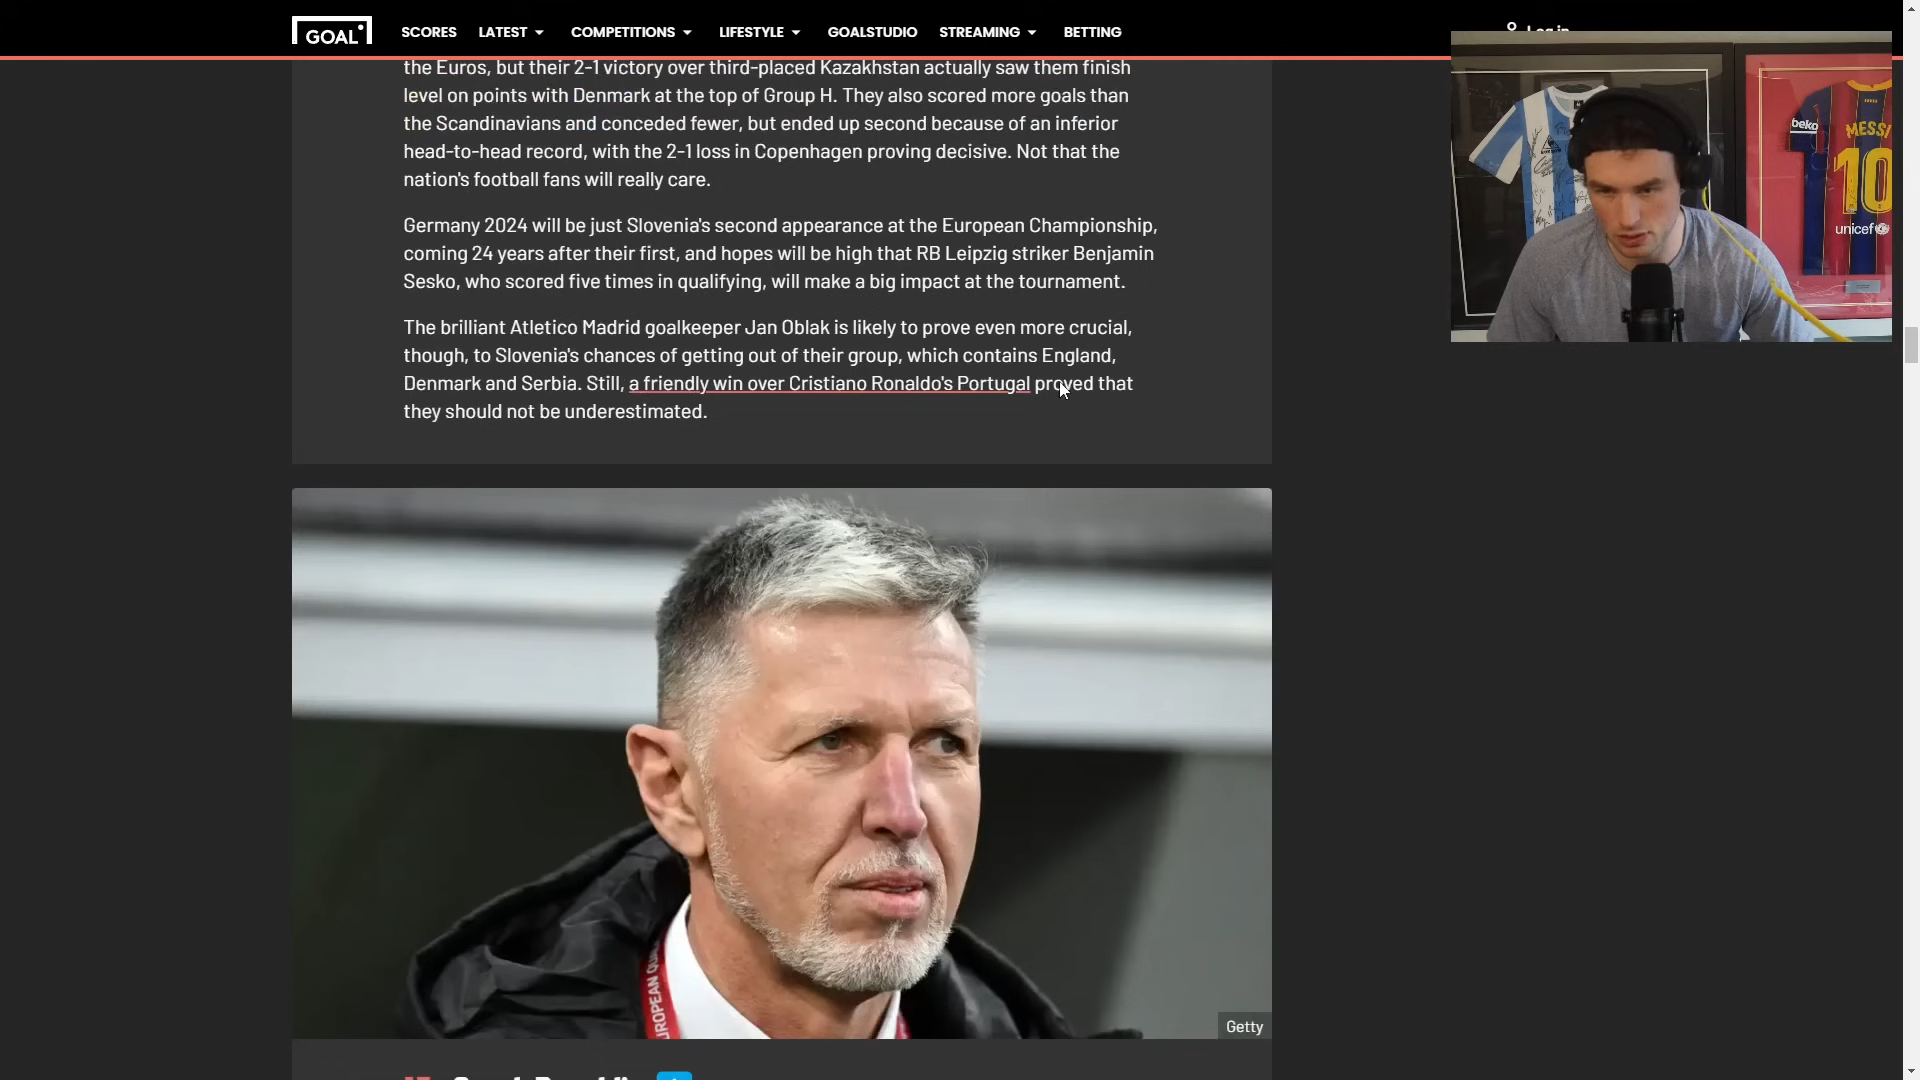 GOAL SCORES LATEST COMPETITIONS LIFESTYLE GOALSTUDIO STREAMING BETTING
the Euros, but their 2-1 victory over third-placed Kazakhstan actually saw them finish
level on points with Denmark at the top of Group H. They also scored more goals than
the Scandinavians and conceded fewer, but ended up second because of an inferior
head-to-head record, with the 2-1 loss in Copenhagen proving decisive. Not that the
nation's football fans will really care.
Germany 2024 will be just Slovenia's second appearance at the European Championship,
coming 24 years after their first, and hopes will be high that RB Leipzig striker Benjamin
Sesko, who scored five times in qualifying, will make a big impact at the tournament.
The brilliant Atletico Madrid goalkeeper Jan Oblak is likely to prove even more crucial,
though, to Slovenia's chances of getting out of their group, which contains England,
Denmark and Serbia. Still, a friendly win over Cristiano Ronaldo's Portugal proved that
they should not be underestimated.
beko
MESSI
10
unicef
Getty